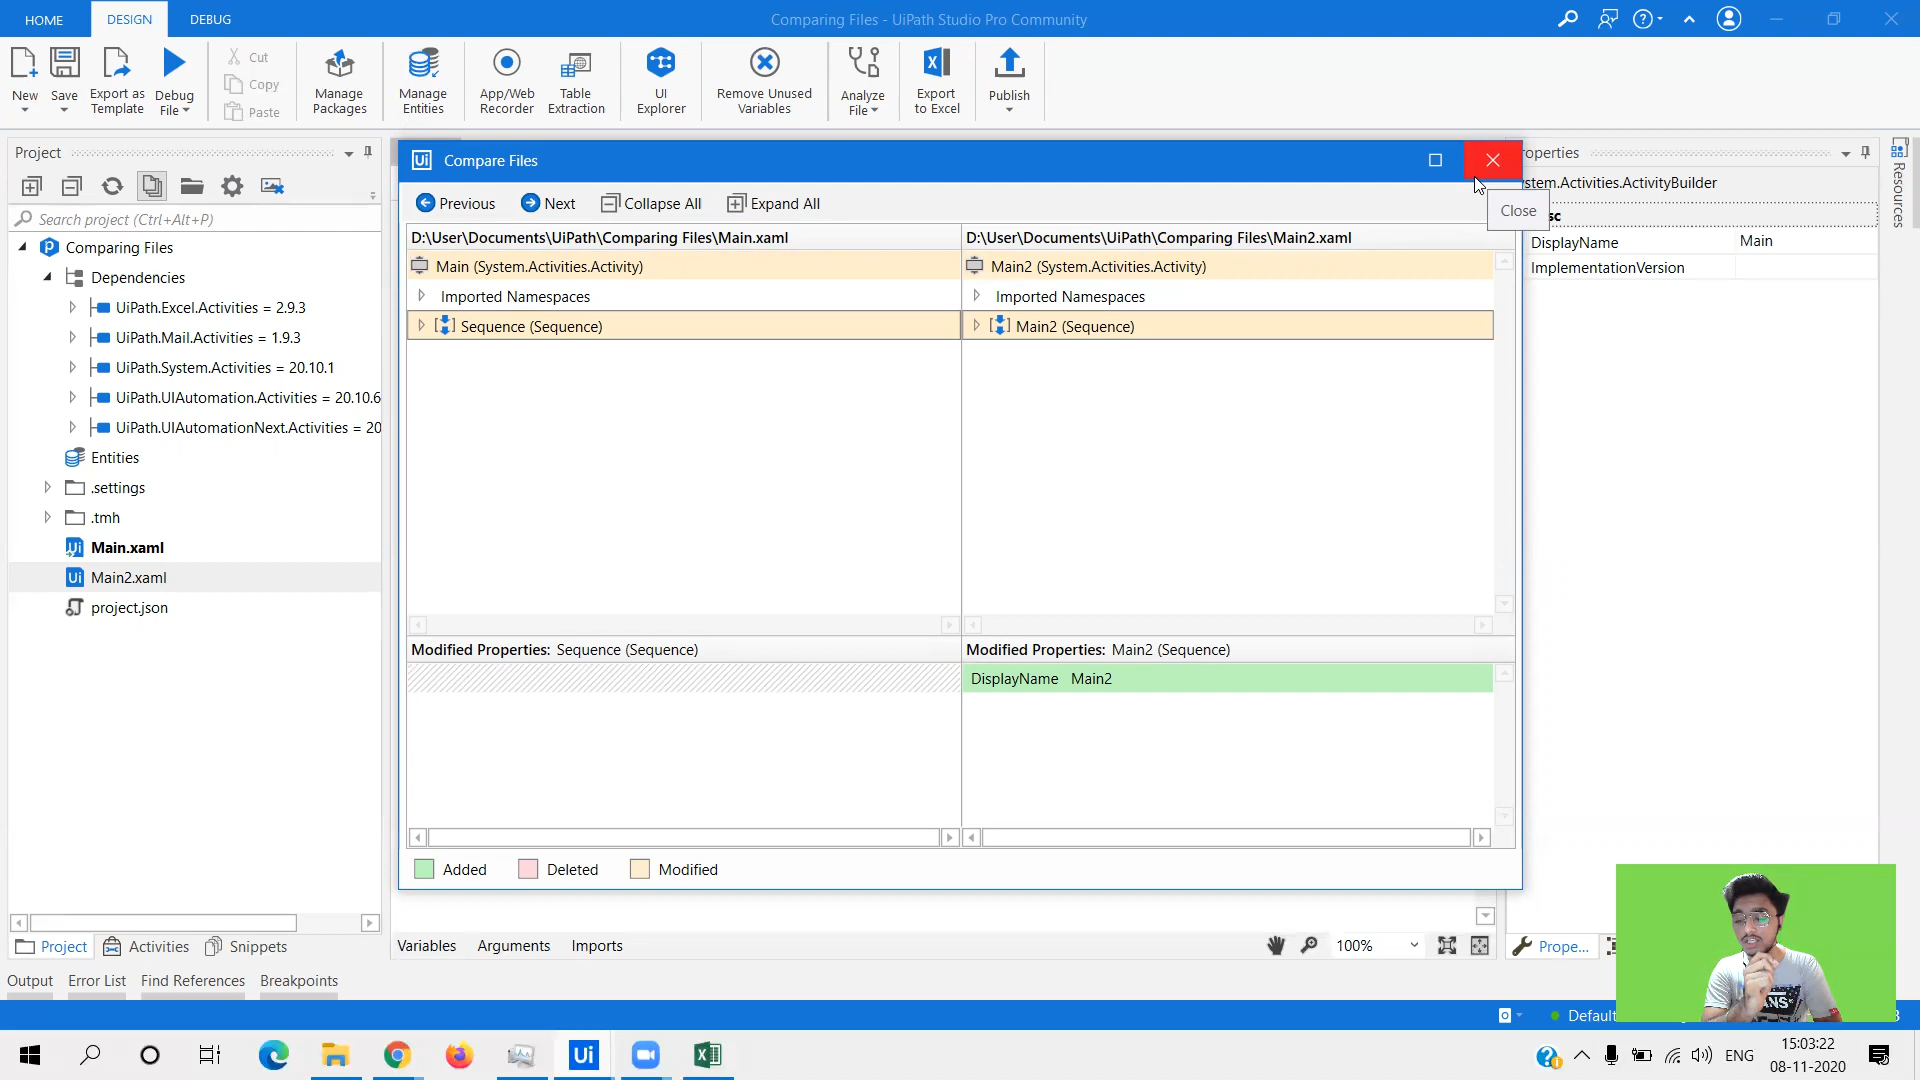 HOME DESIGN DEBUG
Comparing Files - UiPath Studio Pro Community
New
Save
Export as Template
Debug File
Cut
Copy
Paste
Manage Packages
Manage Entities
App/Web Recorder
Table Extraction
UI Explorer
Remove Unused Variables
Analyze File
Export to Excel
Publish
Project
Search project (Ctrl+Alt+P)
Comparing Files
Dependencies
UiPath.Excel.Activities = 2.9.3
UiPath.Mail.Activities = 1.9.3
UiPath.System.Activities = 20.10.1
UiPath.UIAutomation.Activities = 20.10.6
UiPath.UIAutomationNext.Activities = 20
Entities
.settings
.tmh
Main.xaml
Main2.xaml
project.json
Project Activities Snippets
Output Error List Find References Breakpoints
Ui Compare Files
Previous Next Collapse All Expand All
D:\User\Documents\UiPath\Comparing Files\Main.xaml
Main (System.Activities.Activity)
Imported Namespaces
Sequence (Sequence)
D:\User\Documents\UiPath\Comparing Files\Main2.xaml
Main2 (System.Activities.Activity)
Imported Namespaces
Main2 (Sequence)
Modified Properties: Sequence (Sequence)
Modified Properties: Main2 (Sequence)
DisplayName Main2
Added Deleted Modified
Close
Variables Arguments Imports
100%
roperties
stem.Activities.ActivityBuilder
sc
DisplayName Main
ImplementationVersion
Resources
Prope...
Default
3
Ui
ENG
15:03:22
08-11-2020